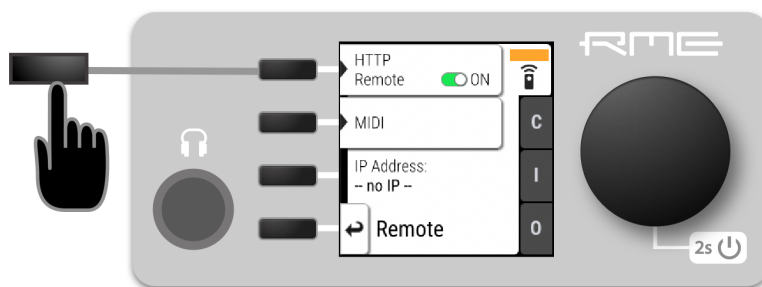 RME
HTTP
Remote ON
MIDI
C
IP Address:
-- no IP --
I
Remote
O
2s